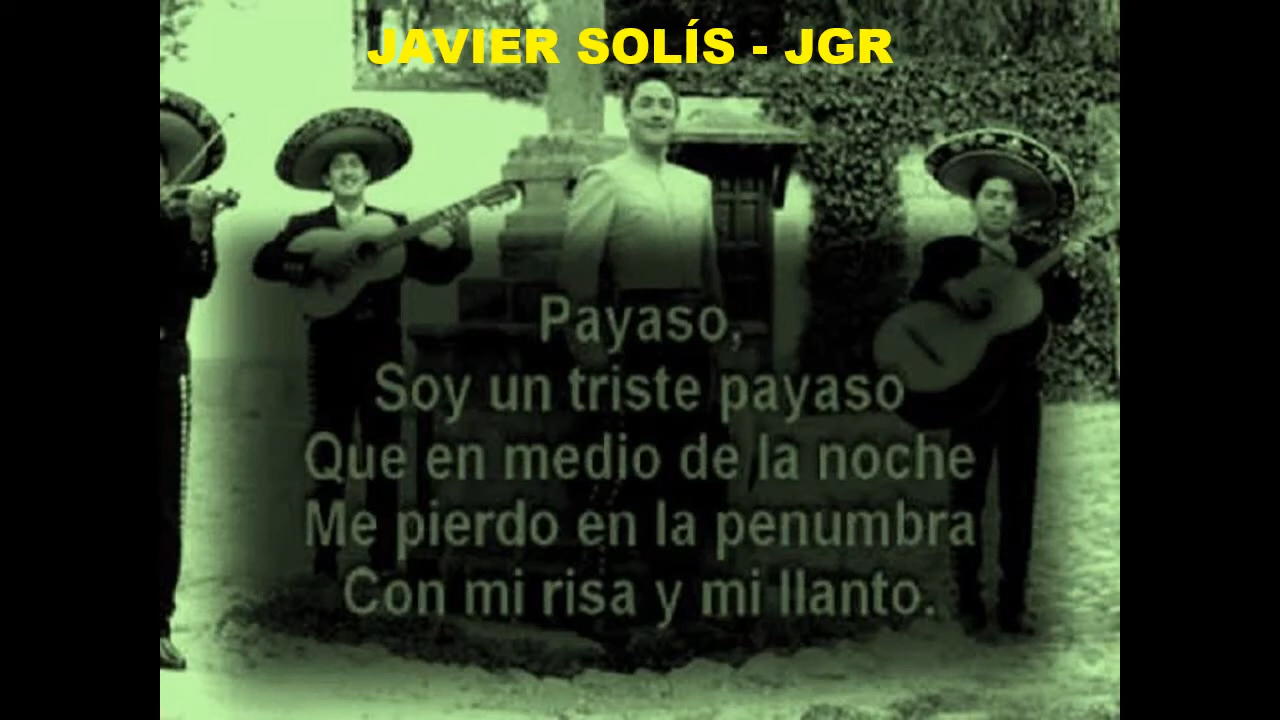 JAVIER SOLÍS - JGR
Payaso,
Soy un triste payaso
Que en medio de la noche
Me pierdo en la penumbra
Con mi risa y mi llanto.